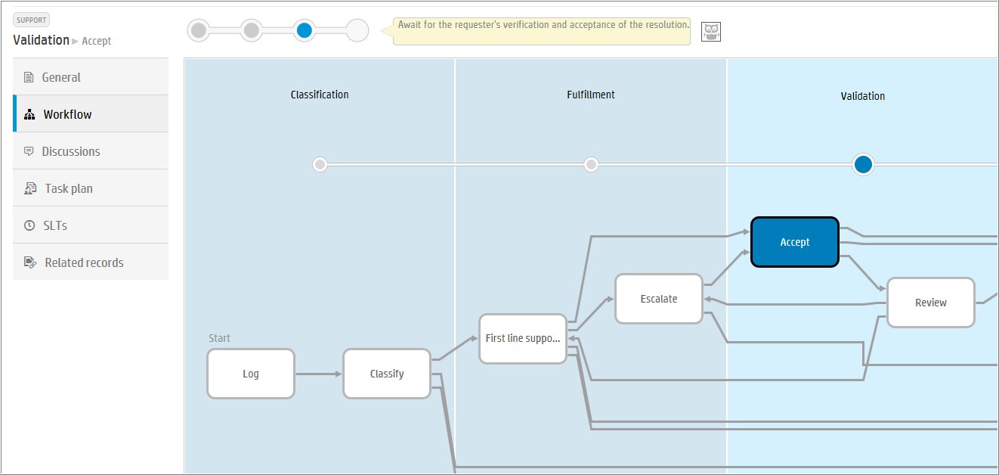 SUPPORT
Validation ▸ Accept
Await for the requester's verification and acceptance of the resolution.
General
Workflow
Discussions
Task plan
SLTs
Related records
Classification
Fulfillment
Validation
Accept
Escalate
Review
First line suppo...
Start
Log
Classify